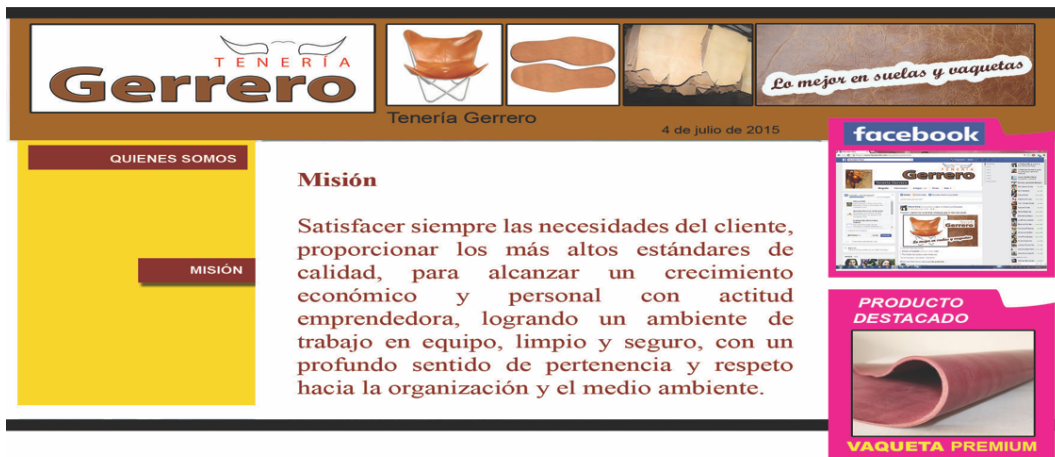 TENERÍA
Gerrero
Lo mejor en suelas y vaquetas
Tenería Gerrero
4 de julio de 2015
QUIENES SOMOS
MISIÓN
Misión
Satisfacer siempre las necesidades del cliente,
proporcionar los más altos estándares de
calidad, para alcanzar un crecimiento
económico y personal con actitud
emprendedora, logrando un ambiente de
trabajo en equipo, limpio y seguro, con un
profundo sentido de pertenencia y respeto
hacia la organización y el medio ambiente.
facebook
Gerrero
Gerrero
PRODUCTO
DESTACADO
VAQUETA PREMIUM